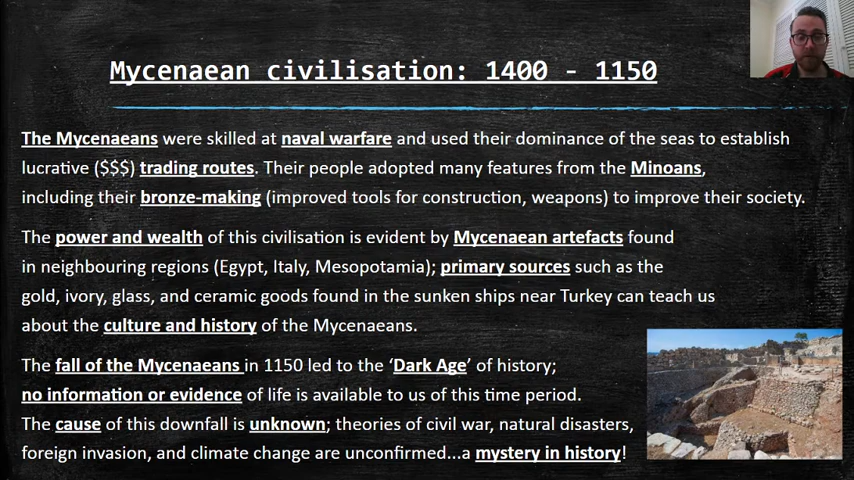 Mycenaean civilisation: 1400 - 1150
The Mycenaeans were skilled at naval warfare and used their dominance of the seas to establish
lucrative ($$$) trading routes. Their people adopted many features from the Minoans,
including their bronze-making (improved tools for construction, weapons) to improve their society.
The power and wealth of this civilisation is evident by Mycenaean artefacts found
in neighbouring regions (Egypt, Italy, Mesopotamia); primary sources such as the
gold, ivory, glass, and ceramic goods found in the sunken ships near Turkey can teach us
about the culture and history of the Mycenaeans.
The fall of the Mycenaeans in 1150 led to the ‘Dark Age’ of history;
no information or evidence of life is available to us of this time period.
The cause of this downfall is unknown; theories of civil war, natural disasters,
foreign invasion, and climate change are unconfirmed...a mystery in history!